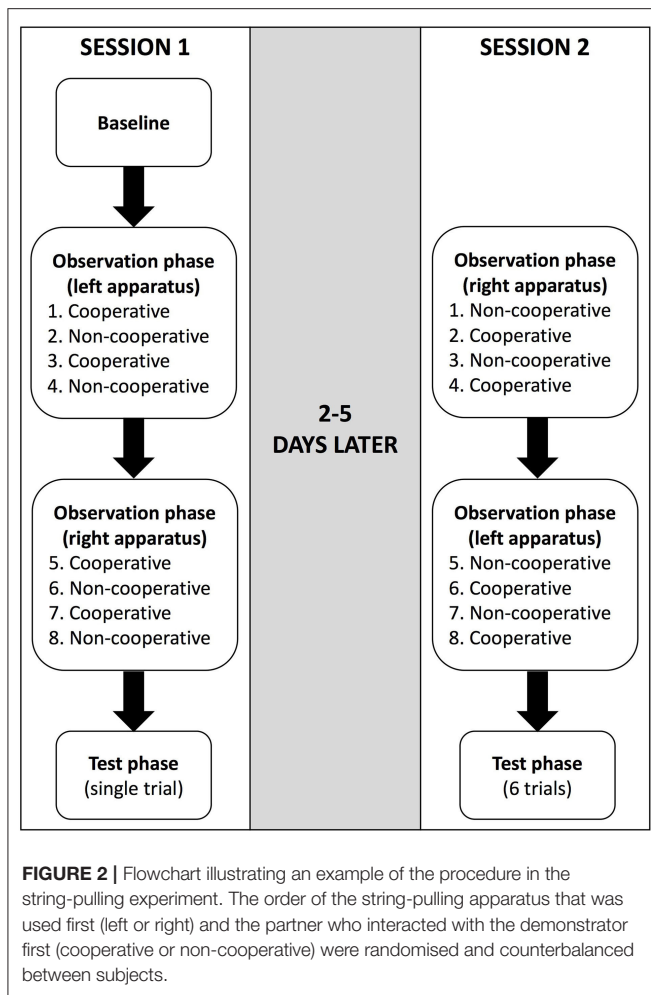 SESSION 1
Baseline
Observation phase
(left apparatus)
1. Cooperative
2. Non-cooperative
3. Cooperative
4. Non-cooperative
Observation phase
(right apparatus)
5. Cooperative
6. Non-cooperative
7. Cooperative
8. Non-cooperative
Test phase
(single trial)
2-5
DAYS LATER
SESSION 2
Observation phase
(right apparatus)
1. Non-cooperative
2. Cooperative
3. Non-cooperative
4. Cooperative
Observation phase
(left apparatus)
5. Non-cooperative
6. Cooperative
7. Non-cooperative
8. Cooperative
Test phase
(6 trials)
FIGURE 2 | Flowchart illustrating an example of the procedure in the
string-pulling experiment. The order of the string-pulling apparatus that was
used first (left or right) and the partner who interacted with the demonstrator
first (cooperative or non-cooperative) were randomised and counterbalanced
between subjects.